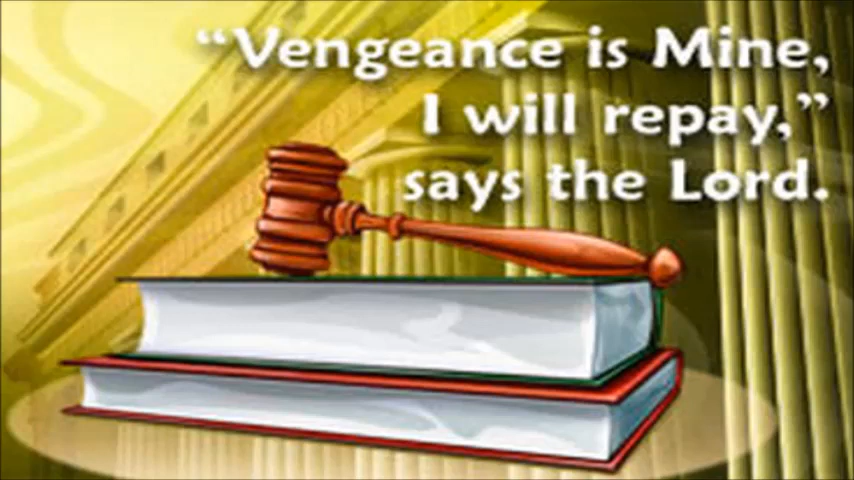 “Vengeance is Mine,
I will repay,”
says the Lord.